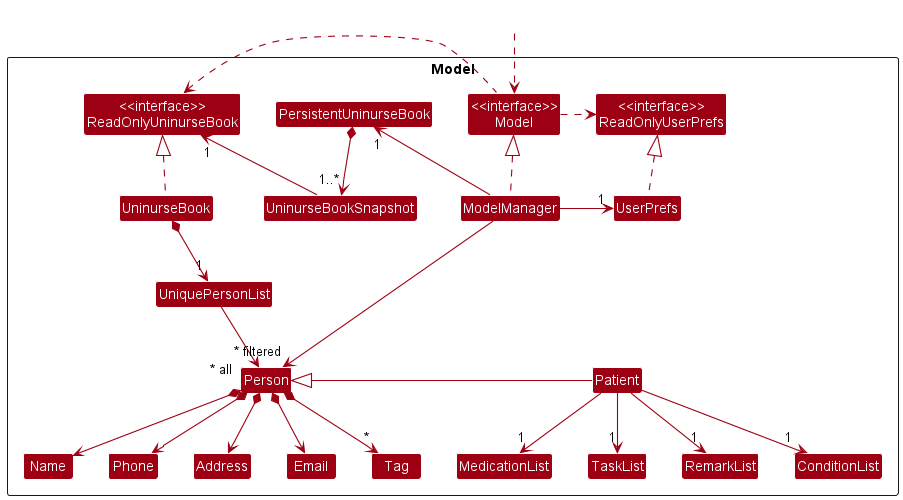 Model
<<interface>>
ReadOnlyUninurseBook
PersistentUninurseBook
<<interface>>
Model
<<interface>>
ReadOnlyUserPrefs
1
1
1..*
UninurseBook
UninurseBookSnapshot
ModelManager
1
UserPrefs
1
UniquePersonList
* filtered
* all
Person
Patient
*
1
1
1
1
Name
Phone
Address
Email
Tag
MedicationList
TaskList
RemarkList
ConditionList